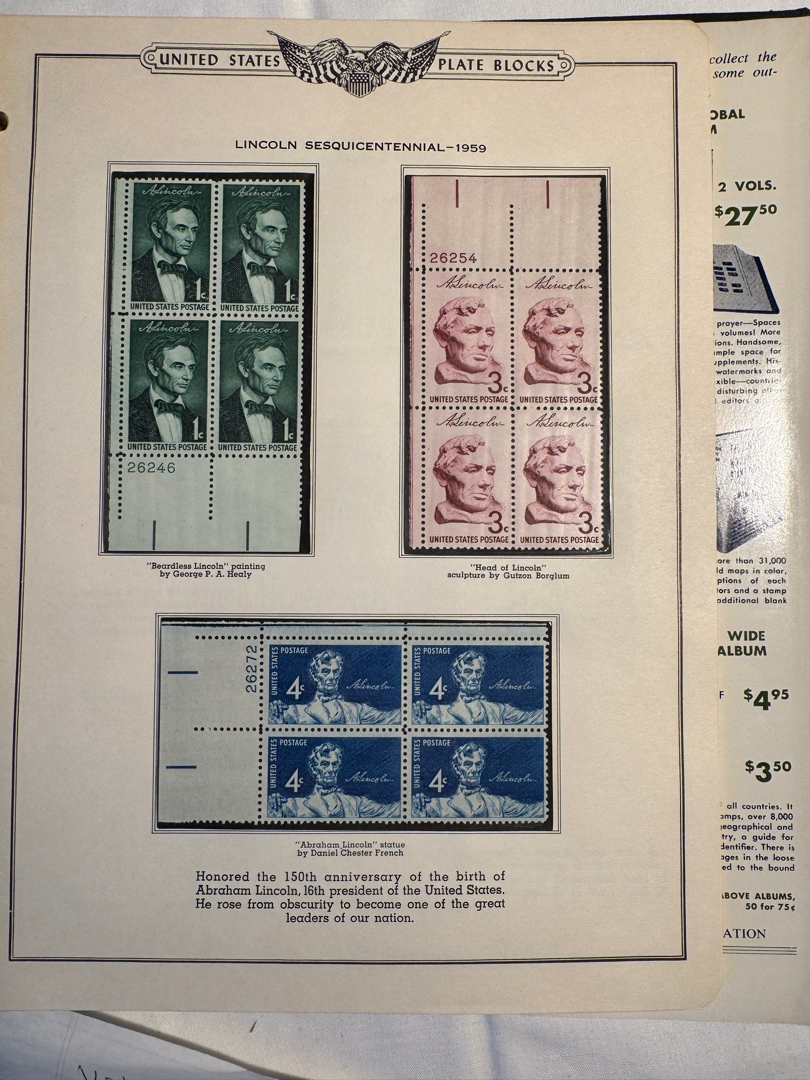 UNITED STATES PLATE BLOCKS
LINCOLN SESQUICENTENNIAL—1959
A. Lincoln A. Lincoln
1c 1c
UNITED STATES POSTAGE UNITED STATES POSTAGE
A. Lincoln A. Lincoln
1c 1c
UNITED STATES POSTAGE UNITED STATES POSTAGE
26246
"Beardless Lincoln" painting
by George P. A. Healy
26254
A. Lincoln A. Lincoln
3c 3c
UNITED STATES POSTAGE UNITED STATES POSTAGE
A. Lincoln A. Lincoln
3c 3c
UNITED STATES POSTAGE UNITED STATES POSTAGE
"Head of Lincoln"
sculpture by Gutzon Borglum
26272
UNITED STATES POSTAGE 4c A. Lincoln UNITED STATES POSTAGE 4c A. Lincoln
UNITED STATES POSTAGE 4c A. Lincoln UNITED STATES POSTAGE 4c A. Lincoln
"Abraham Lincoln" statue
by Daniel Chester French
Honored the 150th anniversary of the birth of
Abraham Lincoln, 16th president of the United States.
He rose from obscurity to become one of the great
leaders of our nation.
collect the
some out-
OBAL
M
2 VOLS.
$27 50
prayer—Spaces
volumes! More
ions. Handsome,
ample space for
upplements. His-
watermarks and
xible—countri
disturbing
editors
ore than 31,000
ld maps in color,
ptions of each
tors and a stamp
additional blank
WIDE
ALBUM
F $4 95
$3 50
all countries. It
amps, over 8,000
geographical and
try, a guide for
dentifier. There is
ages in the loose
ed to the bound
ABOVE ALBUMS,
50 for 75¢
ATION